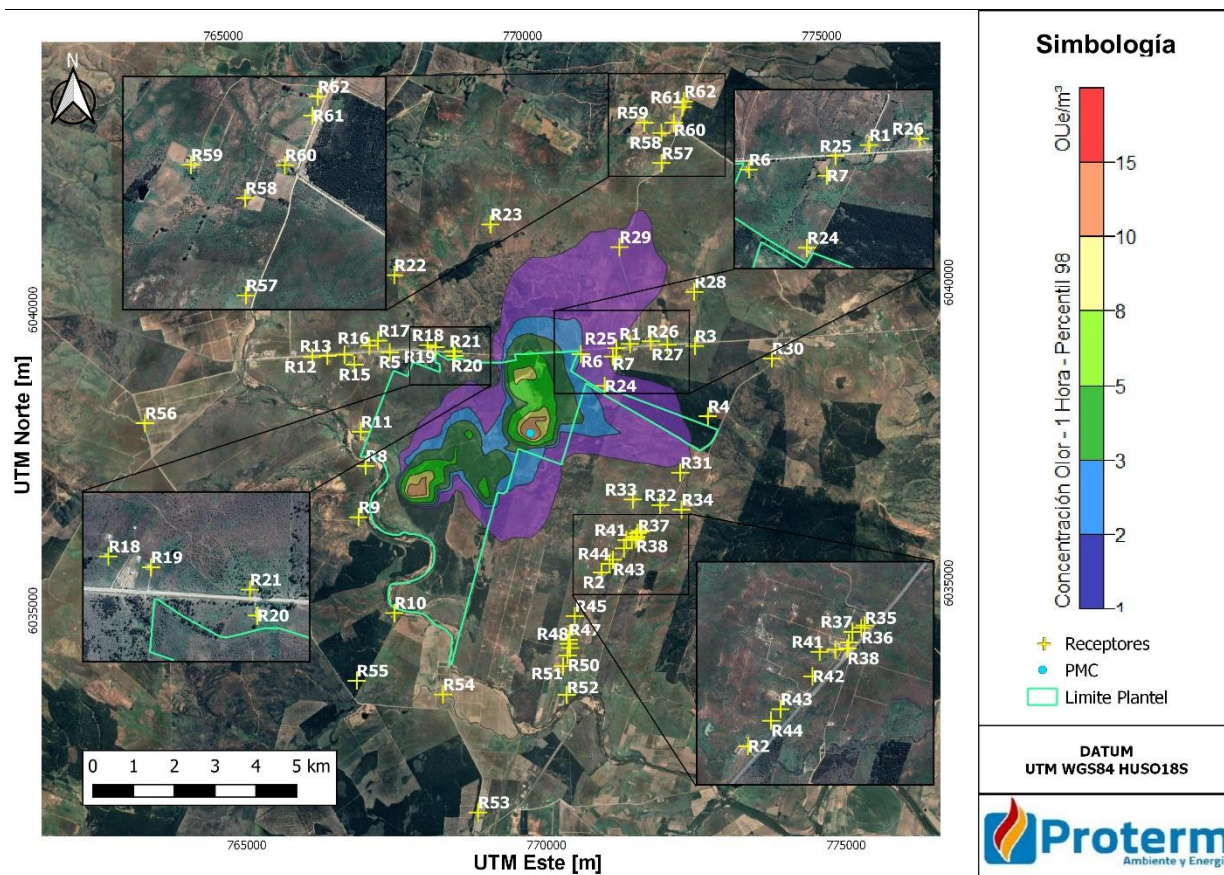 765000
770000
775000
N
R62
R61
R59
R60
R58
R57
R62
R61
R59
R60
R58
R57
R26
R1
R25
R6
R7
R24
R23
R29
R22
R28
6040000
6040000
R17
R16
R18
R13
R21
R5
R12
R19
R15
R20
R25
R1
R26
R3
R6
R7
R27
R30
R24
R4
R56
R11
R8
R31
R9
R33
R32
R34
R37
R41
R38
R44
R43
R2
R18
R19
R21
R20
R10
R45
R47
R48
R50
R51
R52
R55
R54
R53
R35
R37
R36
R41
R38
R42
R43
R44
R2
6035000
6035000
0 1 2 3 4 5 km
765000
770000
775000
UTM Norte [m]
UTM Este [m]
Simbología
OUe/m³
Concentración Olor - 1 Hora - Percentil 98
15
10
8
5
3
2
1
Receptores
PMC
Limite Plantel
DATUM
UTM WGS84 HUSO18S
Proterm
Ambiente y Energí